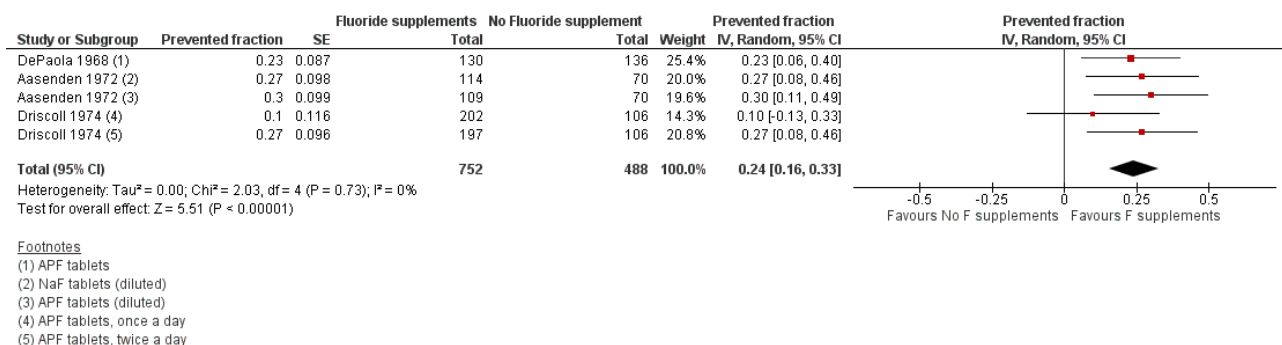 Fluoride supplements No Fluoride supplement Prevented fraction Prevented fraction
Study or Subgroup Prevented fraction SE Total Total Weight IV, Random, 95% CI IV, Random, 95% CI
DePaola 1968 (1) 0.23 0.087 130 136 25.4% 0.23 [0.06, 0.40]
Aasenden 1972 (2) 0.27 0.098 114 70 20.0% 0.27 [0.08, 0.46]
Aasenden 1972 (3) 0.3 0.099 109 70 19.6% 0.30 [0.11, 0.49]
Driscoll 1974 (4) 0.1 0.116 202 106 14.3% 0.10 [-0.13, 0.33]
Driscoll 1974 (5) 0.27 0.096 197 106 20.8% 0.27 [0.08, 0.46]
Total (95% CI) 752 488 100.0% 0.24 [0.16, 0.33]
Heterogeneity: Tau² = 0.00; Chi² = 2.03, df = 4 (P = 0.73); I² = 0%
Test for overall effect: Z = 5.51 (P < 0.00001)
-0.5 -0.25 0 0.25 0.5
Favours No F supplements Favours F supplements
Footnotes
(1) APF tablets
(2) NaF tablets (diluted)
(3) APF tablets (diluted)
(4) APF tablets, once a day
(5) APF tablets, twice a day